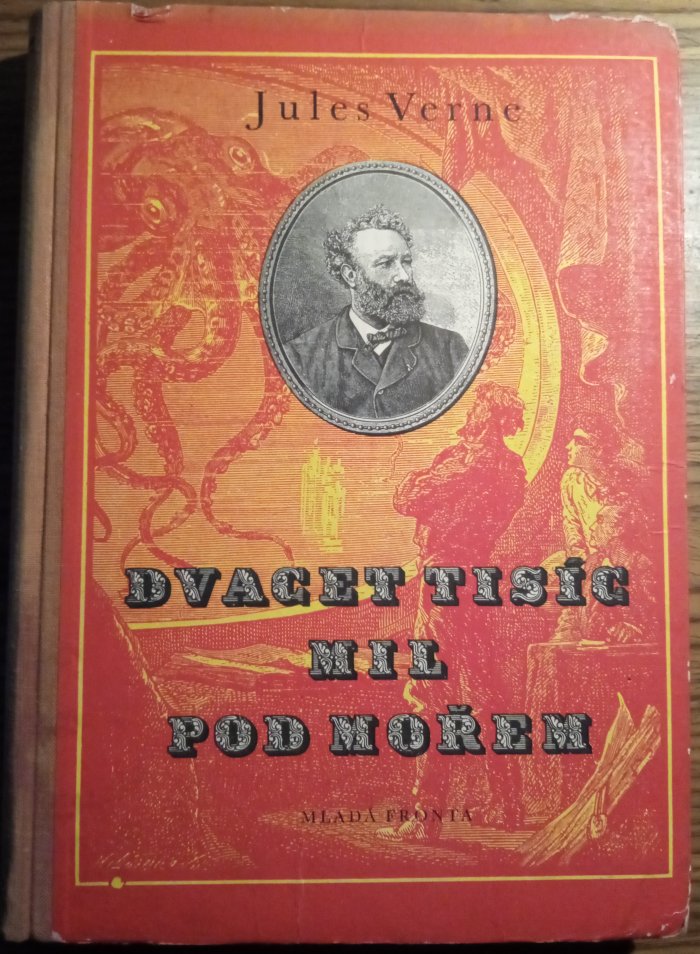 Jules Verne
DVACET TISÍC
MIL
POD MOŘEM
MLADÁ FRONTA